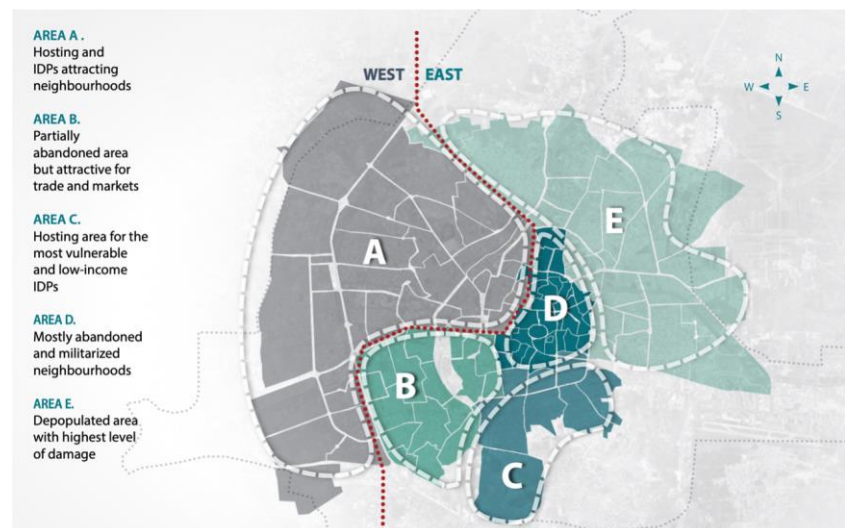 AREA A .
Hosting and
IDPs attracting
neighbourhoods
AREA B.
Partially
abandoned area
but attractive for
trade and markets
AREA C.
Hosting area for the
most vulnerable
and low-income
IDPs
AREA D.
Mostly abandoned
and militarized
neighbourhoods
AREA E.
Depopulated area
with highest level
of damage
WEST EAST
N
W E
S
A
E
D
B
C